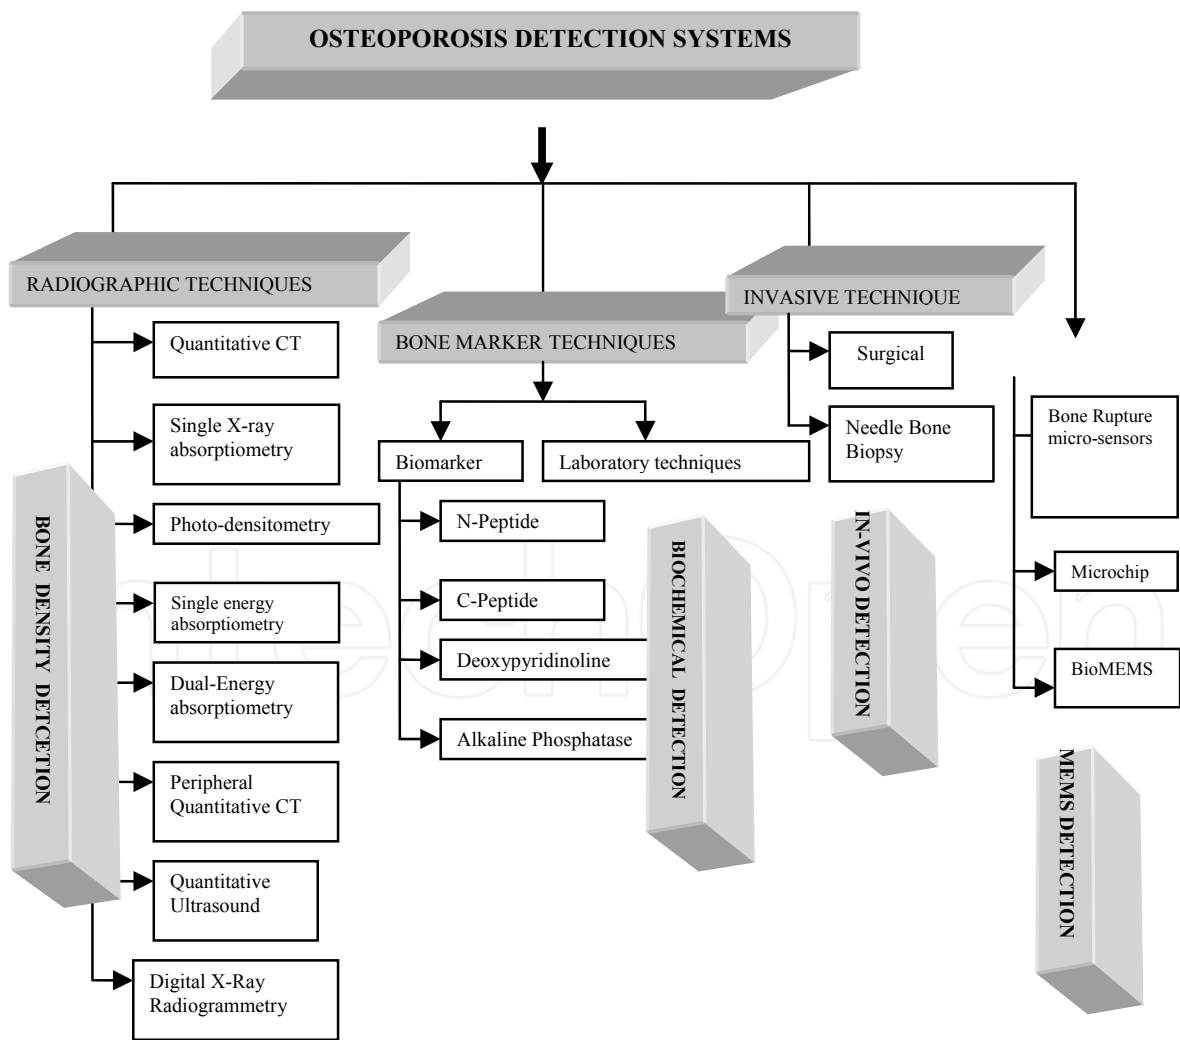 OSTEOPOROSIS DETECTION SYSTEMS
RADIOGRAPHIC TECHNIQUES
Quantitative CT
Single X-ray
absorptiometry
Photo-densitometry
Single energy
absorptiometry
Dual-Energy
absorptiometry
Peripheral
Quantitative CT
Quantitative
Ultrasound
Digital X-Ray
Radiogrammetry
BONE DENSITY DETCETION
BONE MARKER TECHNIQUES
Biomarker
Laboratory techniques
N-Peptide
C-Peptide
Deoxypyridinoline
Alkaline Phosphatase
BIOCHEMICAL DETECTION
INVASIVE TECHNIQUE
Surgical
Needle Bone
Biopsy
IN-VIVO DETECTION
Bone Rupture
micro-sensors
Microchip
BioMEMS
MEMS DETECTION
IntechOpen